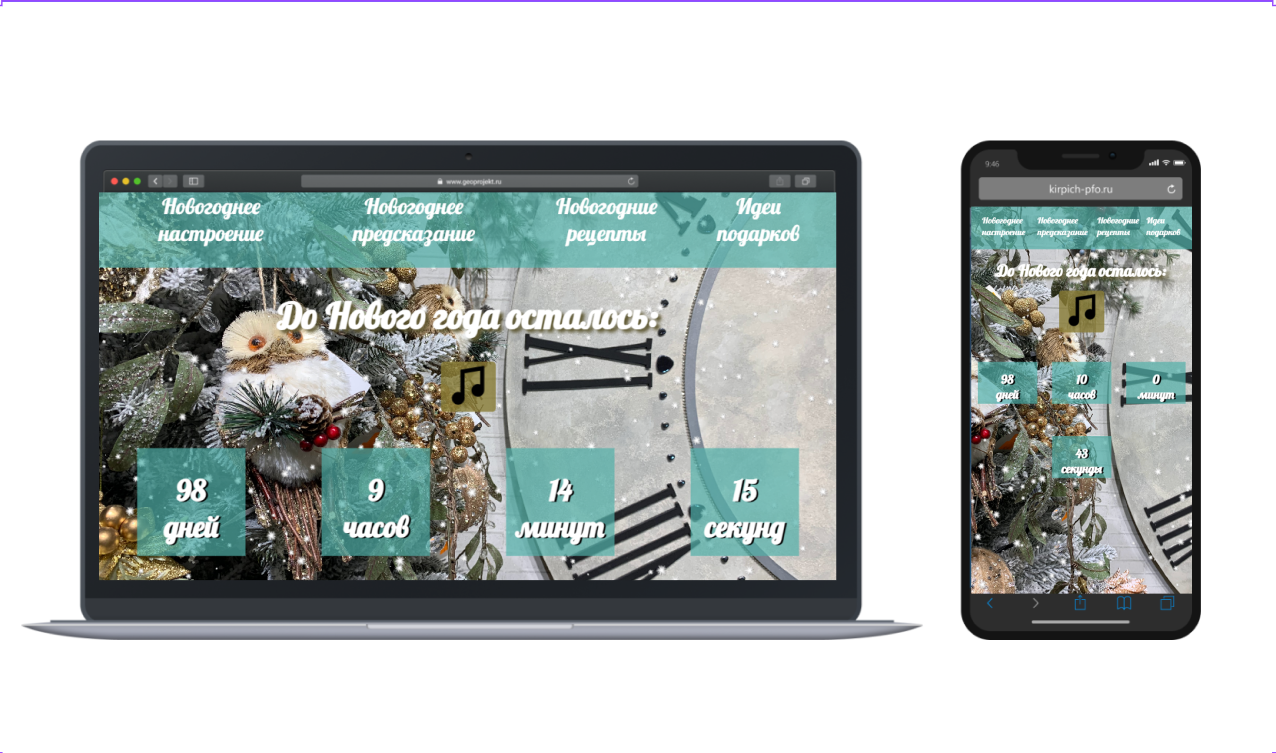 www.geoprojekt.ru
Новогоднее
настроение
Новогоднее
предсказание
Новогодние
рецепты
Идеи
подарков
До Нового года осталось:
98
дней
9
часов
14
минут
15
секунд
9:46
kirpich-pfo.ru
Новогоднее
настроение
Новогоднее
предсказание
Новогодние
рецепты
Идеи
подарков
До Нового года осталось:
98
дней
10
часов
0
минут
43
секунды